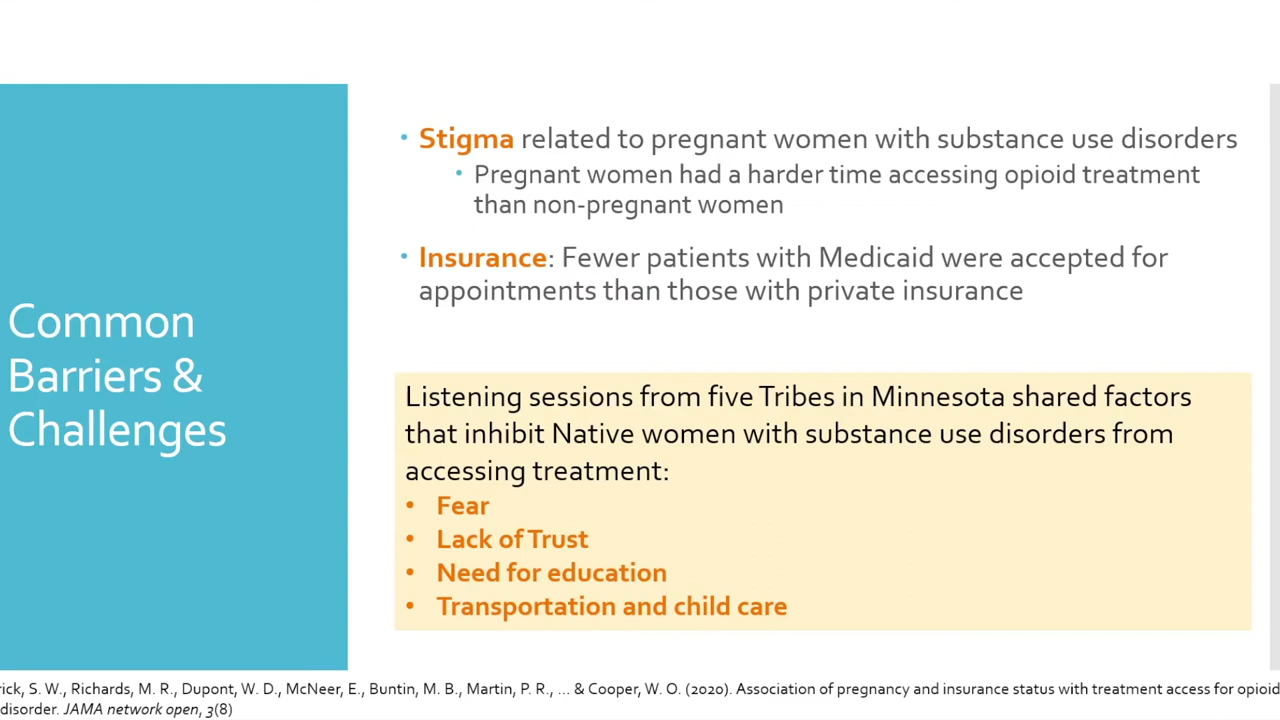 Common
Barriers &
Challenges
• Stigma related to pregnant women with substance use disorders
• Pregnant women had a harder time accessing opioid treatment
than non-pregnant women
• Insurance: Fewer patients with Medicaid were accepted for
appointments than those with private insurance
Listening sessions from five Tribes in Minnesota shared factors
that inhibit Native women with substance use disorders from
accessing treatment:
• Fear
• Lack of Trust
• Need for education
• Transportation and child care
rick, S. W., Richards, M. R., Dupont, W. D., McNeer, E., Buntin, M. B., Martin, P. R., ... & Cooper, W. O. (2020). Association of pregnancy and insurance status with treatment access for opioid
disorder. JAMA network open, 3(8)